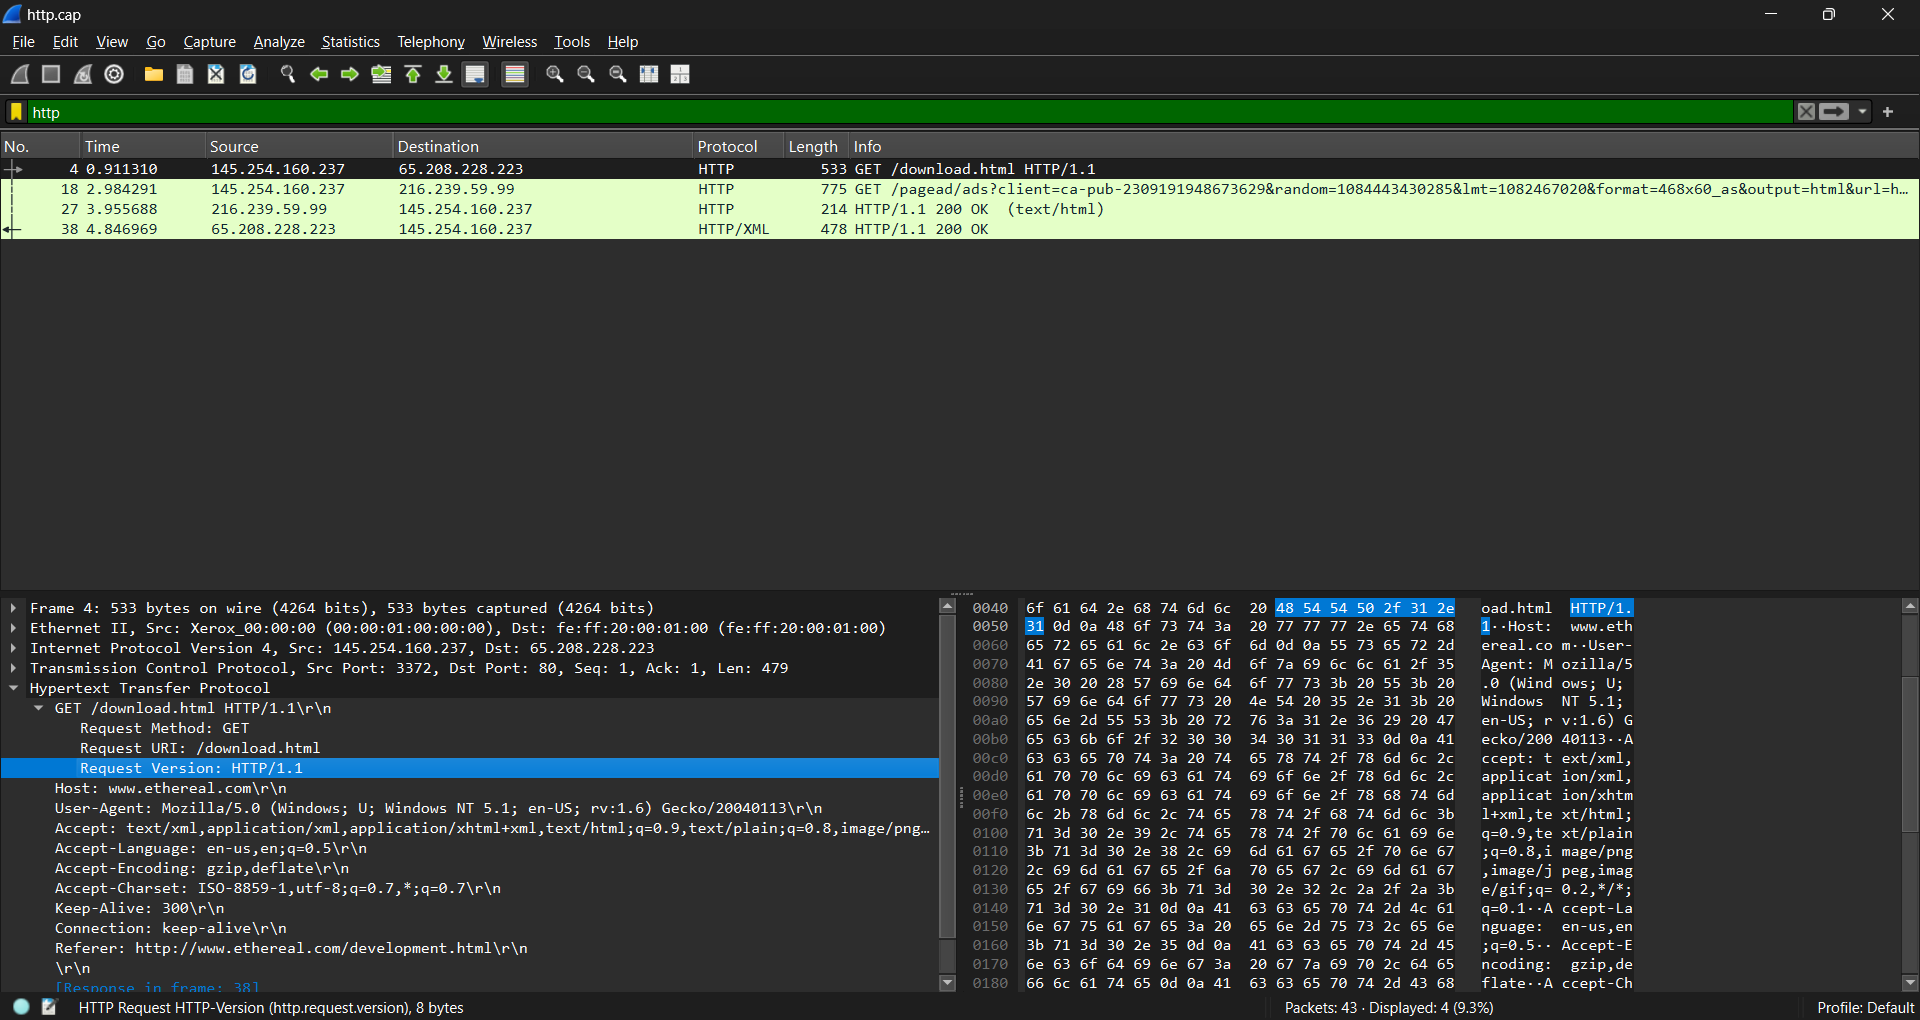 http.cap
File Edit View Go Capture Analyze Statistics Telephony Wireless Tools Help
http
No. Time Source Destination Protocol Length Info
4 0.911310 145.254.160.237 65.208.228.223 HTTP 533 GET /download.html HTTP/1.1
18 2.984291 145.254.160.237 216.239.59.99 HTTP 775 GET /pagead/ads?client=ca-pub-2309191948673629&random=1084443430285&lmt=1082467020&format=468x60_as&output=html&url=h…
27 3.955688 216.239.59.99 145.254.160.237 HTTP 214 HTTP/1.1 200 OK (text/html)
38 4.846969 65.208.228.223 145.254.160.237 HTTP/XML 478 HTTP/1.1 200 OK
Frame 4: 533 bytes on wire (4264 bits), 533 bytes captured (4264 bits)
Ethernet II, Src: Xerox_00:00:00 (00:00:01:00:00:00), Dst: fe:ff:20:00:01:00 (fe:ff:20:00:01:00)
Internet Protocol Version 4, Src: 145.254.160.237, Dst: 65.208.228.223
Transmission Control Protocol, Src Port: 3372, Dst Port: 80, Seq: 1, Ack: 1, Len: 479
Hypertext Transfer Protocol
GET /download.html HTTP/1.1\r\n
Request Method: GET
Request URI: /download.html
Request Version: HTTP/1.1
Host: www.ethereal.com\r\n
User-Agent: Mozilla/5.0 (Windows; U; Windows NT 5.1; en-US; rv:1.6) Gecko/20040113\r\n
Accept: text/xml,application/xml,application/xhtml+xml,text/html;q=0.9,text/plain;q=0.8,image/png…
Accept-Language: en-us,en;q=0.5\r\n
Accept-Encoding: gzip,deflate\r\n
Accept-Charset: ISO-8859-1,utf-8;q=0.7,*;q=0.7\r\n
Keep-Alive: 300\r\n
Connection: keep-alive\r\n
Referer: http://www.ethereal.com/development.html\r\n
\r\n
[Response in frame: 38]
0040 6f 61 64 2e 68 74 6d 6c 20 48 54 54 50 2f 31 2e oad.html HTTP/1.
0050 31 0d 0a 48 6f 73 74 3a 20 77 77 77 2e 65 74 68 1··Host: www.eth
0060 65 72 65 61 6c 2e 63 6f 6d 0d 0a 55 73 65 72 2d ereal.co m··User-
0070 41 67 65 6e 74 3a 20 4d 6f 7a 69 6c 6c 61 2f 35 Agent: M ozilla/5
0080 2e 30 20 28 57 69 6e 64 6f 77 73 3b 20 55 3b 20 .0 (Wind ows; U;
0090 57 69 6e 64 6f 77 73 20 4e 54 20 35 2e 31 3b 20 Windows NT 5.1;
00a0 65 6e 2d 55 53 3b 20 72 76 3a 31 2e 36 29 20 47 en-US; r v:1.6) G
00b0 65 63 6b 6f 2f 32 30 30 34 30 31 31 33 0d 0a 41 ecko/200 40113··A
00c0 63 63 65 70 74 3a 20 74 65 78 74 2f 78 6d 6c 2c ccept: t ext/xml,
00d0 61 70 70 6c 69 63 61 74 69 6f 6e 2f 78 6d 6c 2c applicat ion/xml,
00e0 61 70 70 6c 69 63 61 74 69 6f 6e 2f 78 68 74 6d applicat ion/xhtm
00f0 6c 2b 78 6d 6c 2c 74 65 78 74 2f 68 74 6d 6c 3b l+xml,te xt/html;
0100 71 3d 30 2e 39 2c 74 65 78 74 2f 70 6c 61 69 6e q=0.9,te xt/plain
0110 3b 71 3d 30 2e 38 2c 69 6d 61 67 65 2f 70 6e 67 ;q=0.8,i mage/png
0120 2c 69 6d 61 67 65 2f 6a 70 65 67 2c 69 6d 61 67 ,image/j peg,imag
0130 65 2f 67 69 66 3b 71 3d 30 2e 32 2c 2a 2f 2a 3b e/gif;q= 0.2,*/*;
0140 71 3d 30 2e 31 0d 0a 41 63 63 65 70 74 2d 4c 61 q=0.1··A ccept-La
0150 6e 67 75 61 67 65 3a 20 65 6e 2d 75 73 2c 65 6e nguage: en-us,en
0160 3b 71 3d 30 2e 35 0d 0a 41 63 63 65 70 74 2d 45 ;q=0.5·· Accept-E
0170 6e 63 6f 64 69 6e 67 3a 20 67 7a 69 70 2c 64 65 ncoding: gzip,de
0180 66 6c 61 74 65 0d 0a 41 63 63 65 70 74 2d 43 68 flate··A ccept-Ch
HTTP Request HTTP-Version (http.request.version), 8 bytes
Packets: 43 · Displayed: 4 (9.3%)
Profile: Default